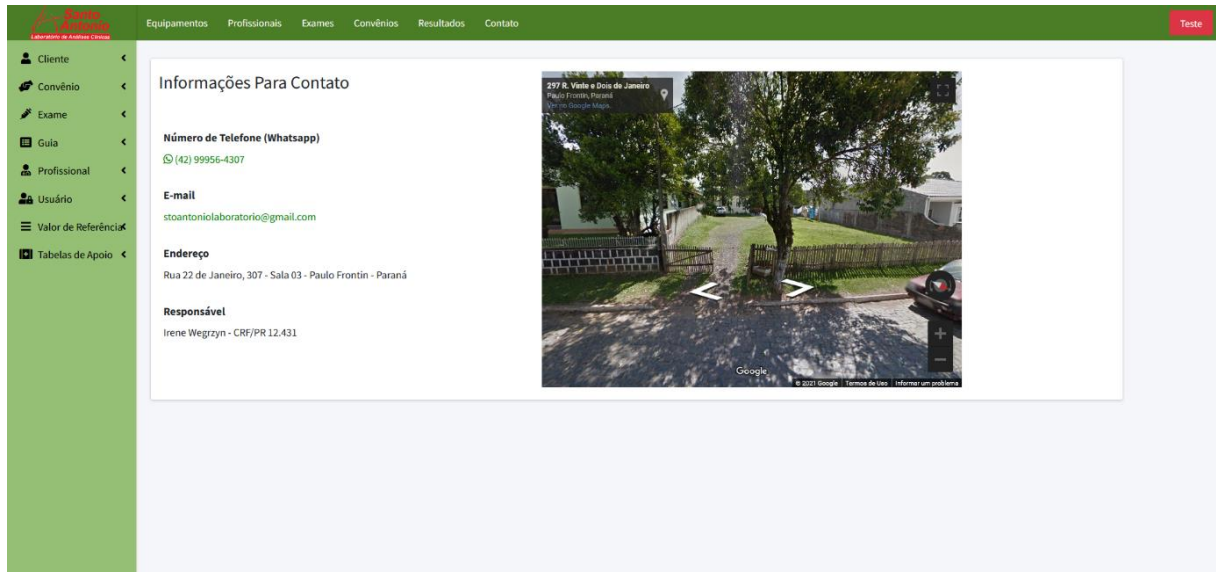 Santo
Antonio
Laboratório de Análises Clínicas
Equipamentos Profissionais Exames Convênios Resultados Contato
Teste
Cliente
Convênio
Exame
Guia
Profissional
Usuário
Valor de Referência
Tabelas de Apoio
Informações Para Contato
Número de Telefone (Whatsapp)
(42) 99956-4307
E-mail
stoantoniolaboratorio@gmail.com
Endereço
Rua 22 de Janeiro, 307 - Sala 03 - Paulo Frontin - Paraná
Responsável
Irene Wegrzyn - CRF/PR 12.431
297 R. Vinte e Dois de Janeiro
Paulo Frontin, Paraná
Ver no Google Maps
Google
© 2021 Google Termos de Uso Informar um problema